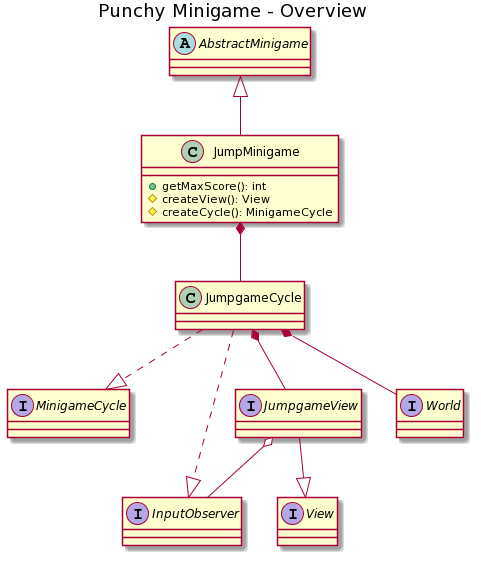 Punchy Minigame - Overview
A AbstractMinigame
C JumpMinigame
getMaxScore(): int
createView(): View
createCycle(): MinigameCycle
C JumpgameCycle
I MinigameCycle
I JumpgameView
I World
I InputObserver
I View